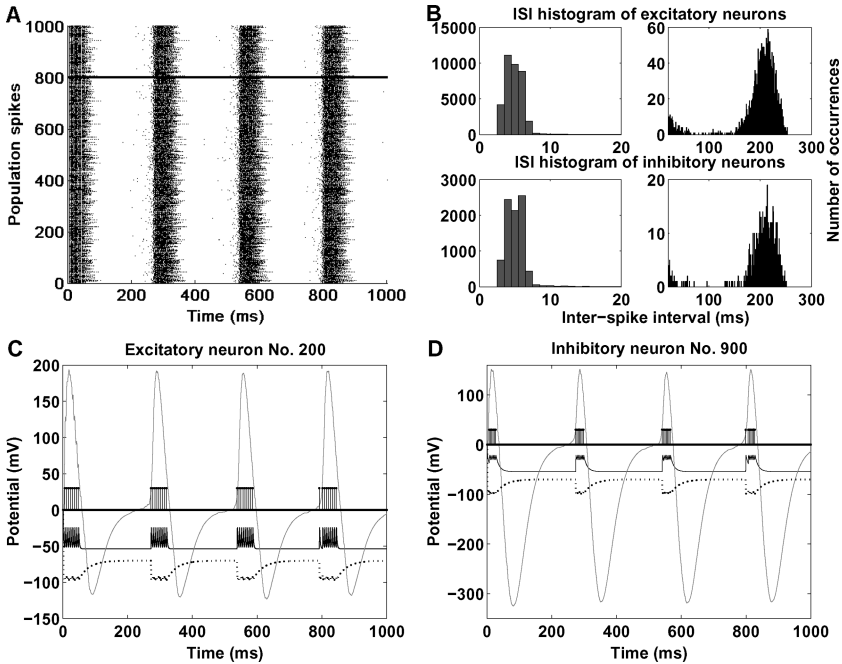 A
1000
800
600
400
200
0
Population spikes
0 200 400 600 800 1000
Time (ms)
B
ISI histogram of excitatory neurons
15000
10000
5000
0
0 10 20
60
40
20
0
100 200 300
ISI histogram of inhibitory neurons
3000
2000
1000
0
0 10 20
20
10
0
100 200 300
Inter-spike interval (ms)
Number of occurrences
C
Excitatory neuron No. 200
200
150
100
50
0
-50
-100
-150
Potential (mV)
0 200 400 600 800 1000
Time (ms)
D
Inhibitory neuron No. 900
100
0
-100
-200
-300
Potential (mV)
0 200 400 600 800 1000
Time (ms)